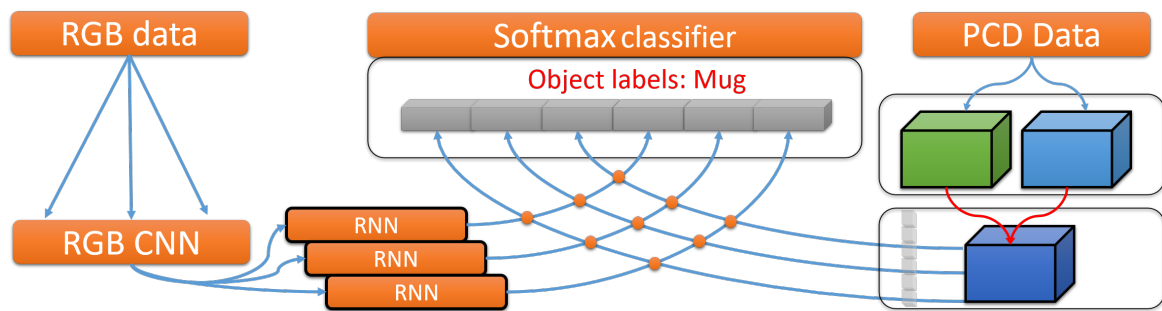 RGB data
Softmax classifier
PCD Data
Object labels: Mug
RGB CNN
RNN
RNN
RNN